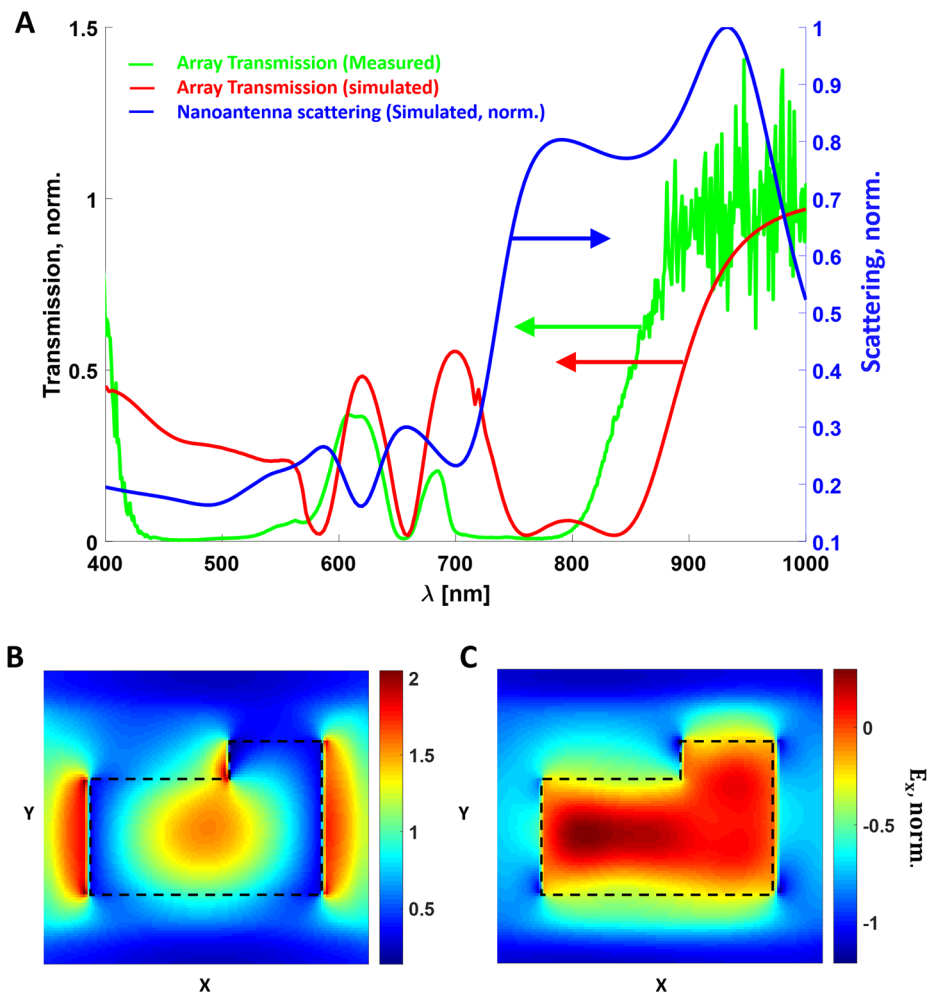 A
1.5
1
0.5
0
Transmission, norm.
Array Transmission (Measured)
Array Transmission (simulated)
Nanoantenna scattering (Simulated, norm.)
1
0.9
0.8
0.7
0.6
0.5
0.4
0.3
0.2
0.1
Scattering, norm.
400 500 600 700 800 900 1000
λ [nm]
B
Y
X
2
1.5
1
0.5
C
Y
X
0
-0.5
-1
Ex, norm.